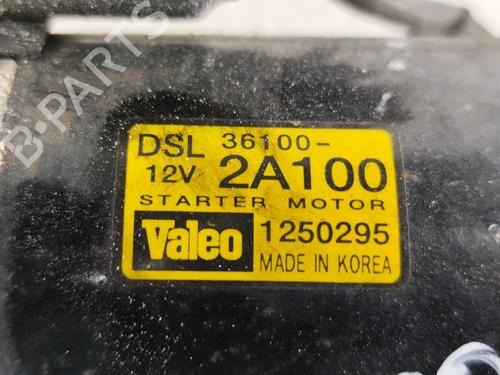 B-PARTS
DSL 36100-
12V 2A100
STARTER MOTOR
Valeo 1250295
MADE IN KOREA